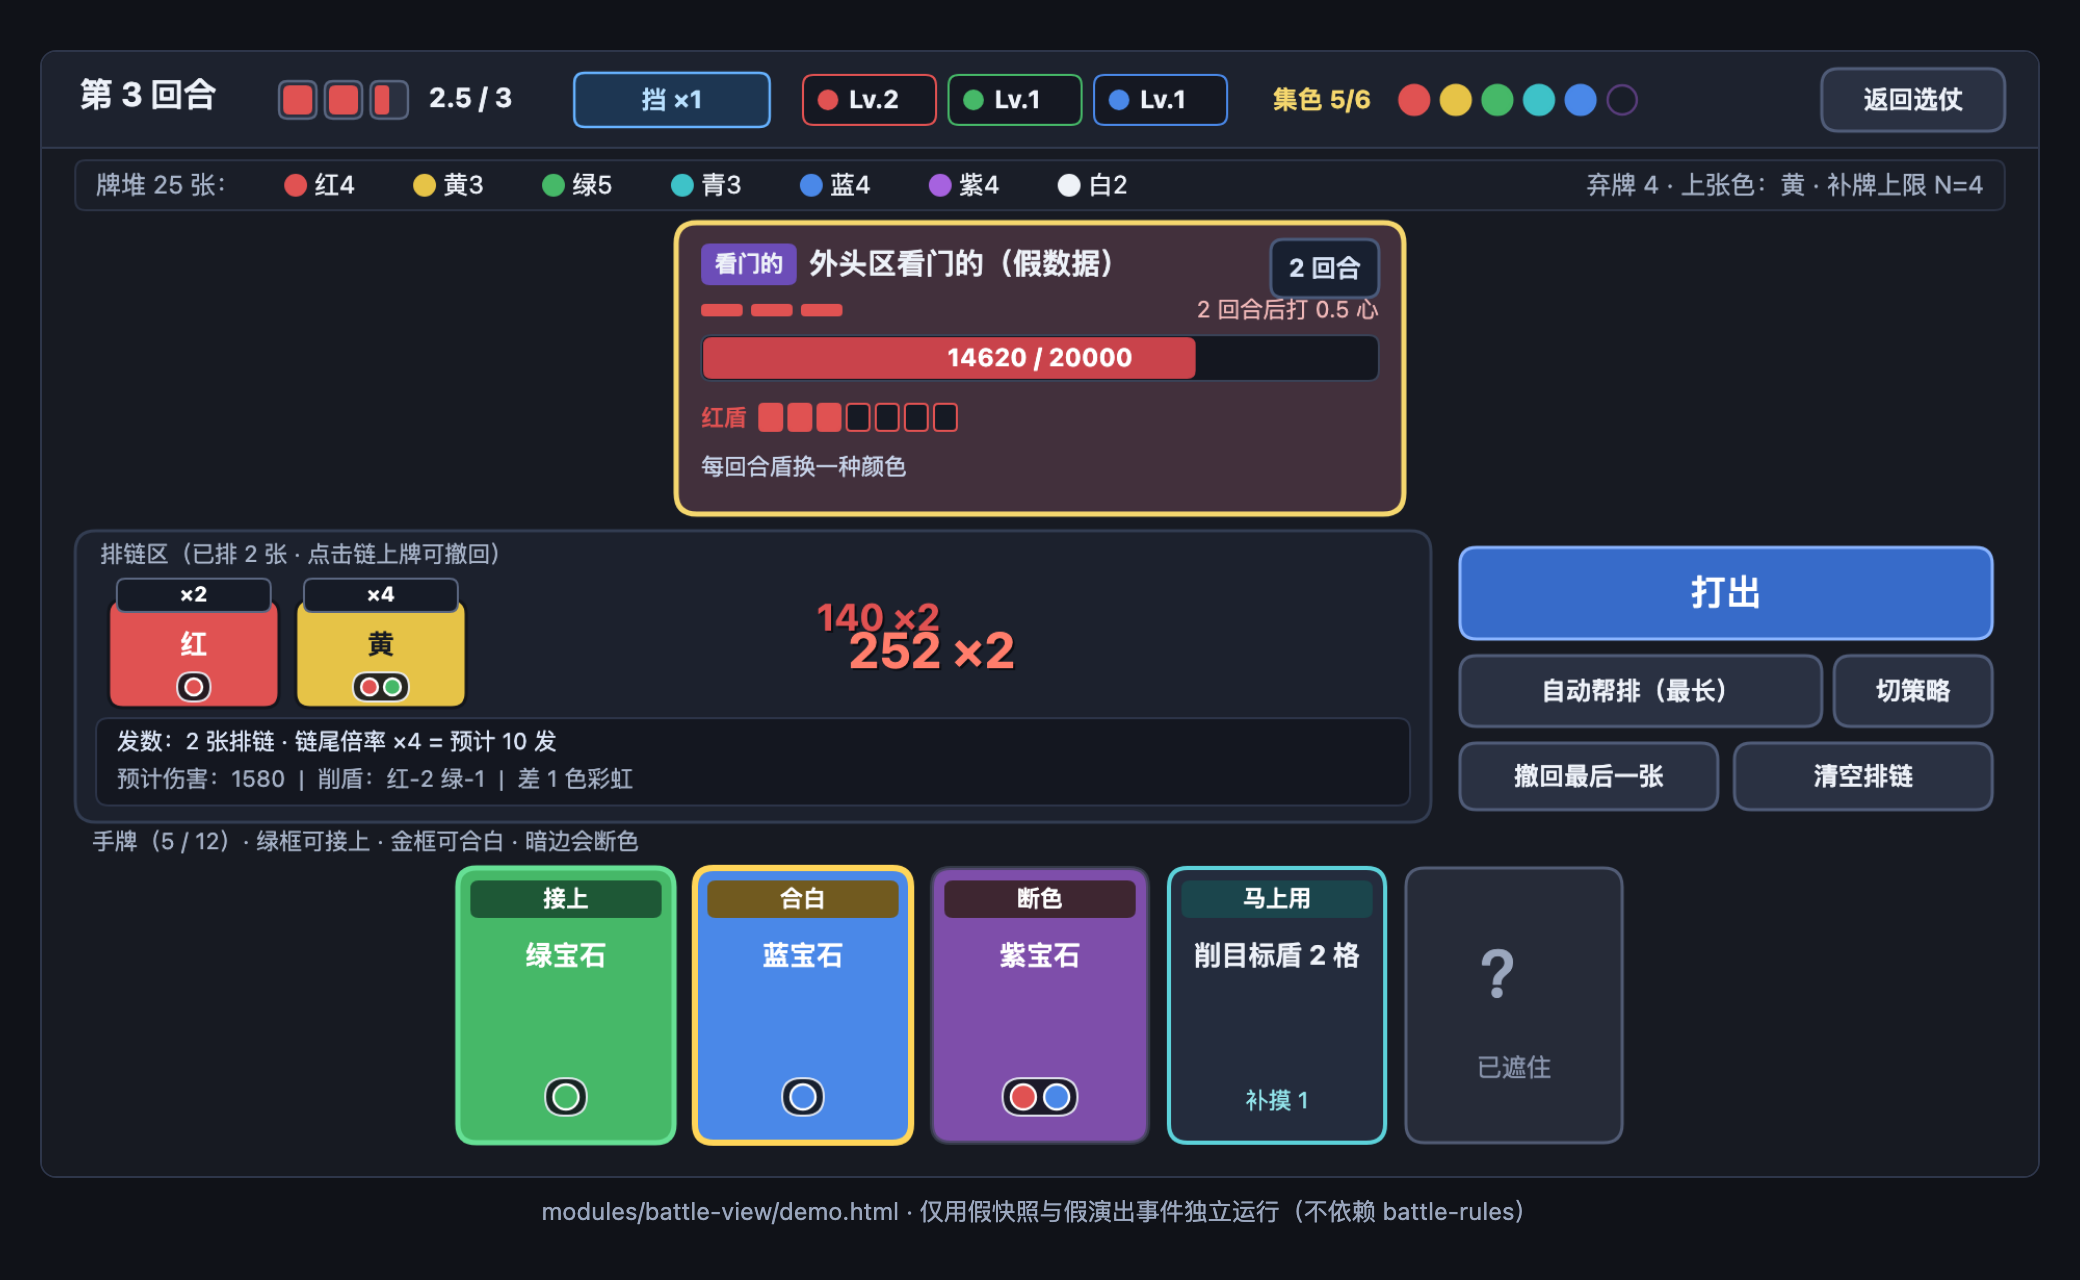 第 3 回合
2.5 / 3
挡 ×1
Lv.2
Lv.1
Lv.1
集色 5/6
返回选仗
牌堆 25 张：
红4
黄3
绿5
青3
蓝4
紫4
白2
弃牌 4 · 上张色：黄 · 补牌上限 N=4
看门的
外头区看门的（假数据）
2 回合
2 回合后打 0.5 心
14620 / 20000
红盾
每回合盾换一种颜色
排链区（已排 2 张 · 点击链上牌可撤回）
×2
×4
红
黄
140 ×2
252 ×2
发数：2 张排链 · 链尾倍率 ×4 = 预计 10 发
预计伤害：1580 | 削盾：红-2 绿-1 | 差 1 色彩虹
打出
自动帮排（最长）
切策略
撤回最后一张
清空排链
手牌（5 / 12）· 绿框可接上 · 金框可合白 · 暗边会断色
接上
绿宝石
合白
蓝宝石
断色
紫宝石
马上用
削目标盾 2 格
补摸 1
?
已遮住
modules/battle-view/demo.html · 仅用假快照与假演出事件独立运行（不依赖 battle-rules）